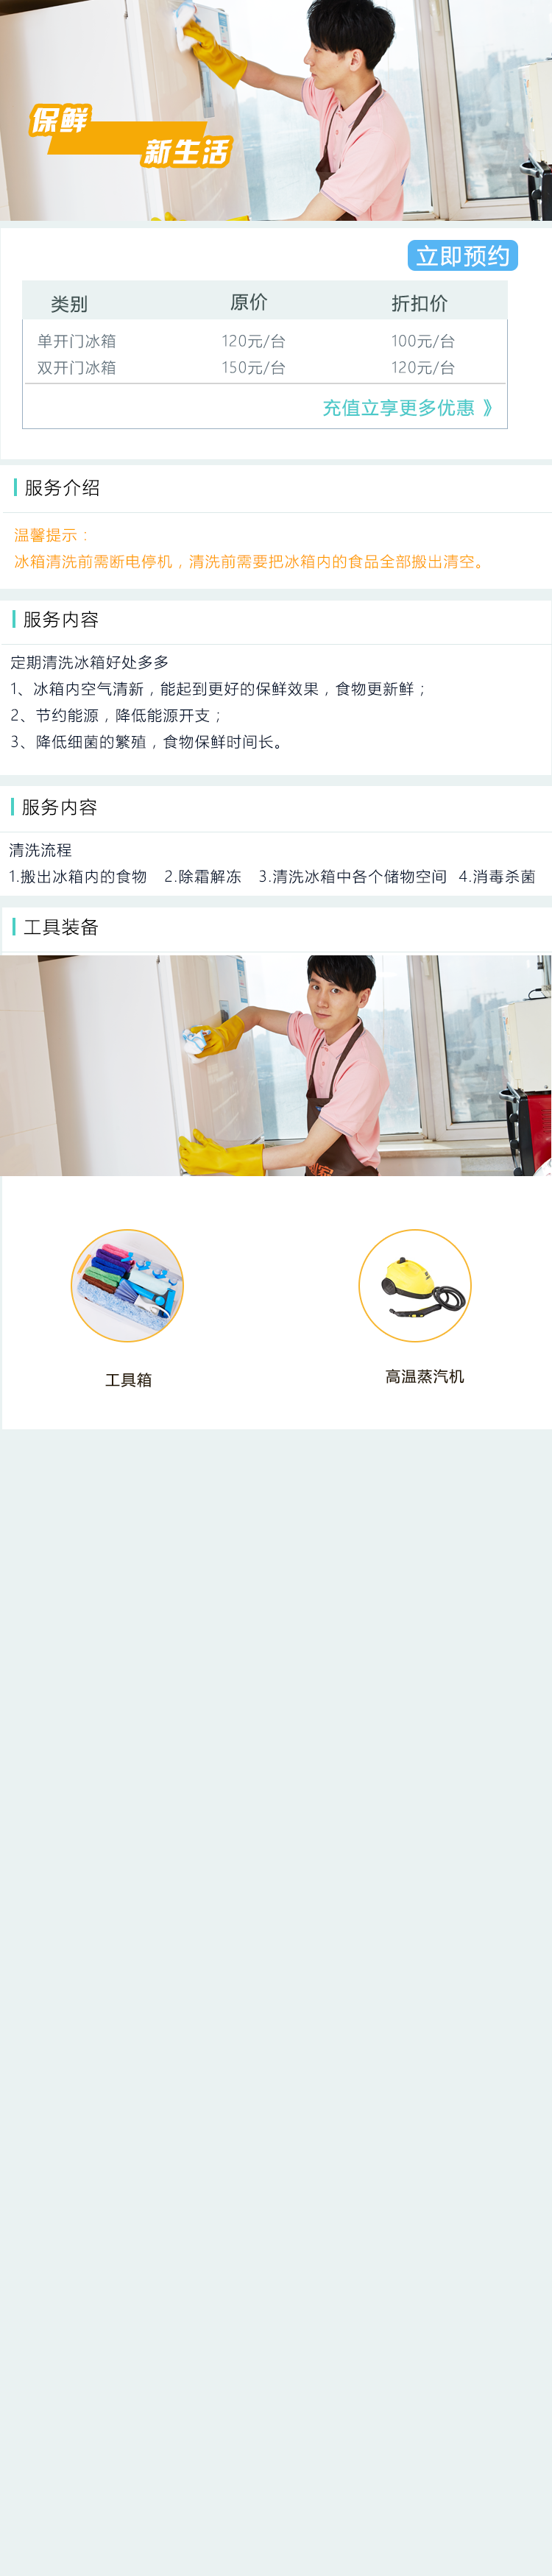 保鲜
新生活
立即预约
类别 原价 折扣价
单开门冰箱 120元/台 100元/台
双开门冰箱 150元/台 120元/台
充值立享更多优惠 》
服务介绍
温馨提示：
冰箱清洗前需断电停机，清洗前需要把冰箱内的食品全部搬出清空。
服务内容
定期清洗冰箱好处多多
1、冰箱内空气清新，能起到更好的保鲜效果，食物更新鲜；
2、节约能源，降低能源开支；
3、降低细菌的繁殖，食物保鲜时间长。
服务内容
清洗流程
1.搬出冰箱内的食物 2.除霜解冻 3.清洗冰箱中各个储物空间 4.消毒杀菌
工具装备
工具箱
高温蒸汽机